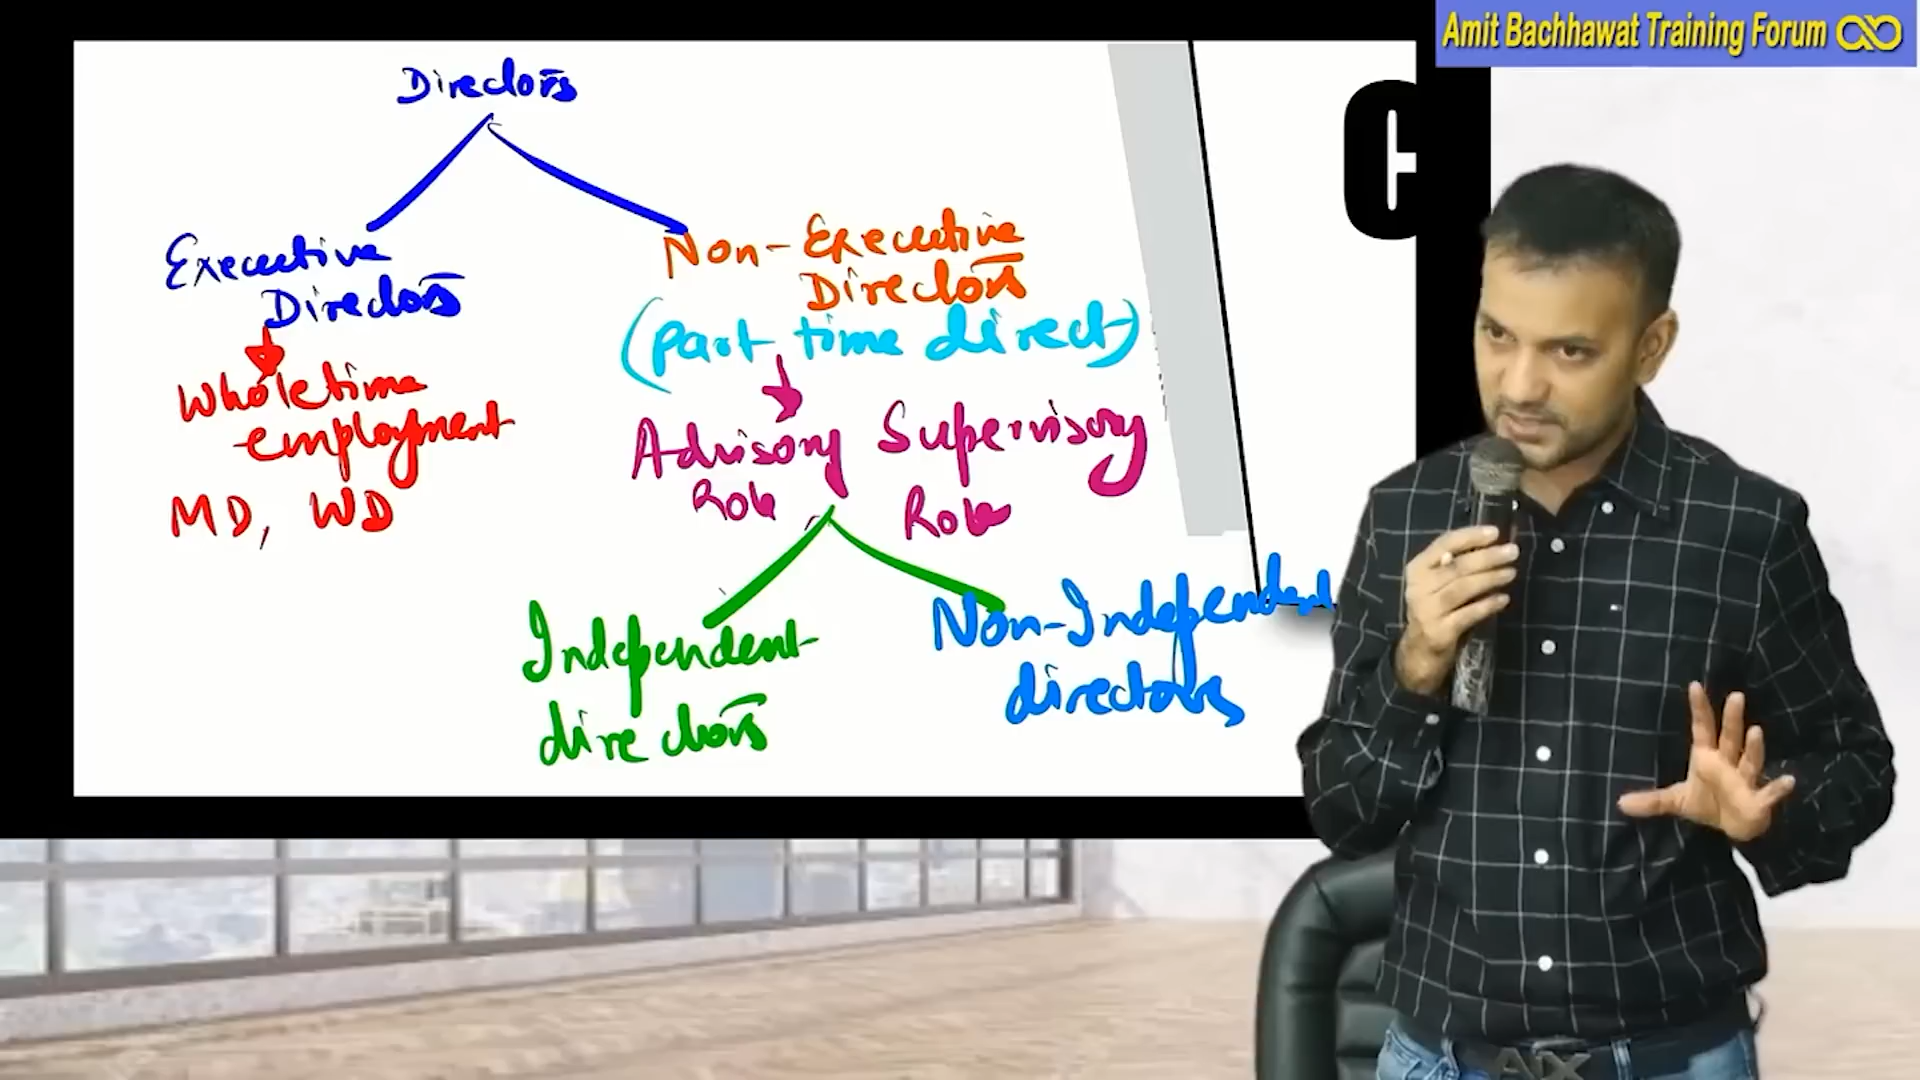 Amit Bachhawat Training Forum
Directors
Executive
Directors
Wholetime
employment
MD, WD
Non-Executive
Directors
(part time direct)
Advisory Supervisory
Role Role
Independent
directors
Non-Independent
directors